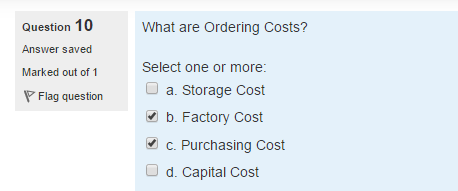 Question 10
Answer saved
Marked out of 1
Flag question
What are Ordering Costs?
Select one or more:
a. Storage Cost
b. Factory Cost
c. Purchasing Cost
d. Capital Cost